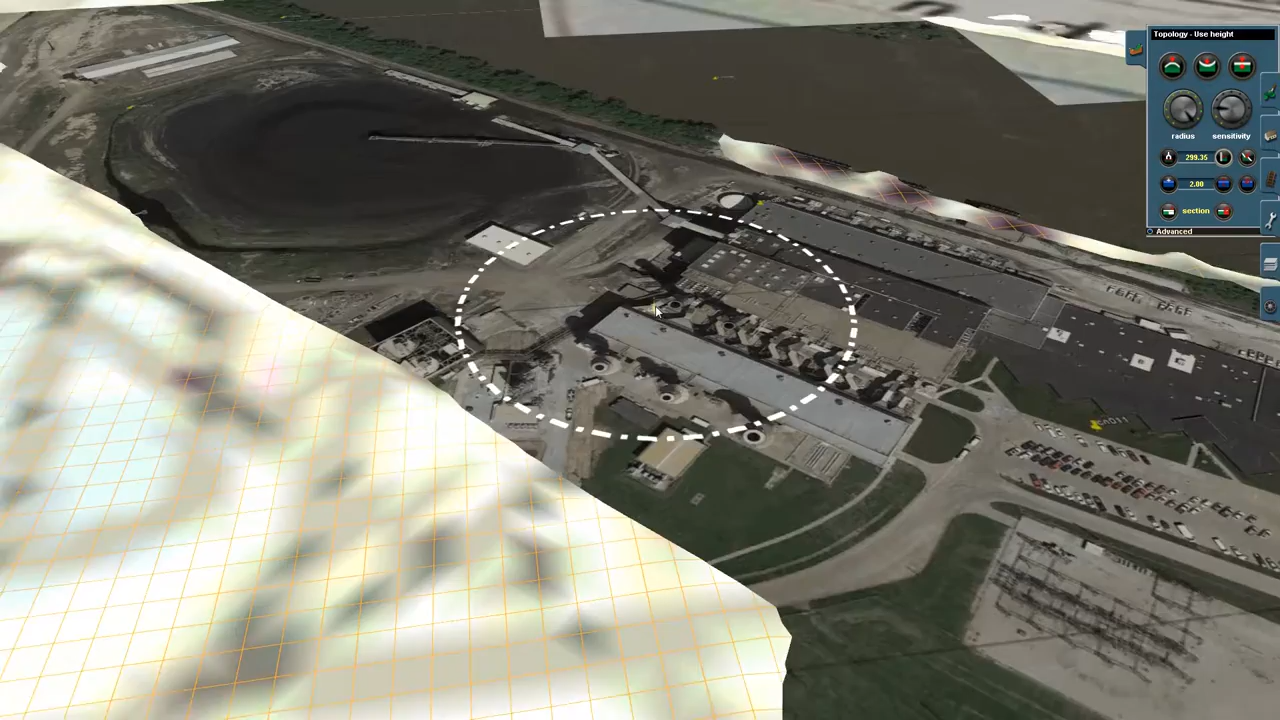 Topology - Use height
radius
sensitivity
299.35
2.00
section
Advanced